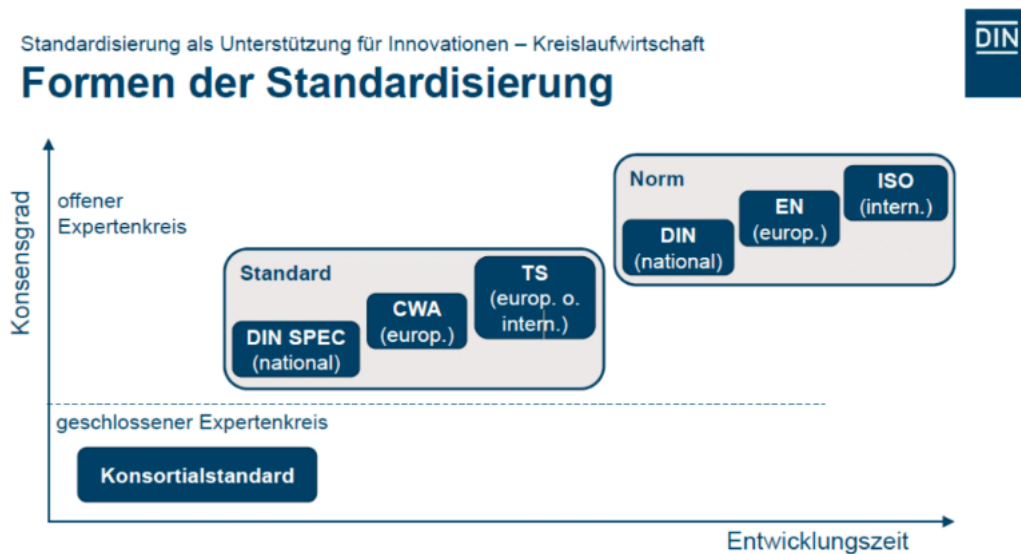 Standardisierung als Unterstützung für Innovationen – Kreislaufwirtschaft
DIN
Formen der Standardisierung
Konsensgrad
offener
Expertenkreis
Norm
ISO
(intern.)
EN
(europ.)
DIN
(national)
Standard
TS
(europ. o.
intern.)
CWA
(europ.)
DIN SPEC
(national)
geschlossener Expertenkreis
Konsortialstandard
Entwicklungszeit